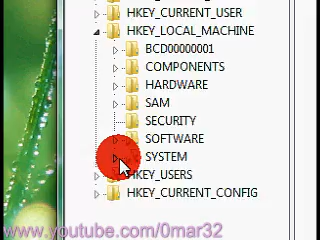 HKEY_CURRENT_USER
HKEY_LOCAL_MACHINE
BCD00000001
COMPONENTS
HARDWARE
SAM
SECURITY
SOFTWARE
SYSTEM
HKEY_USERS
HKEY_CURRENT_CONFIG
www.youtube.com/0mar32